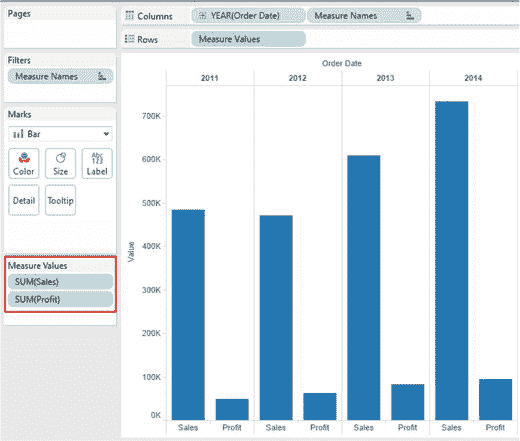 Pages
Columns
YEAR(Order Date)
Measure Names
Rows
Measure Values
Filters
Measure Names
Marks
Bar
Color
Size
Abc
123
Label
Detail
Tooltip
Measure Values
SUM(Sales)
SUM(Profit)
Order Date
2011 2012 2013 2014
Value
700K
600K
500K
400K
300K
200K
100K
0K
Sales Profit Sales Profit Sales Profit Sales Profit